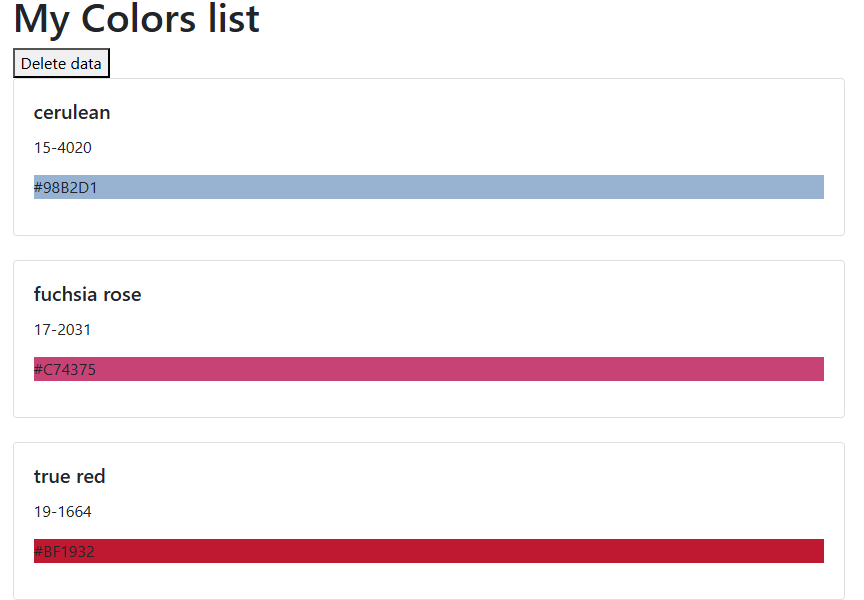 My Colors list
Delete data
cerulean
15-4020
#98B2D1
fuchsia rose
17-2031
#C74375
true red
19-1664
#BF1932